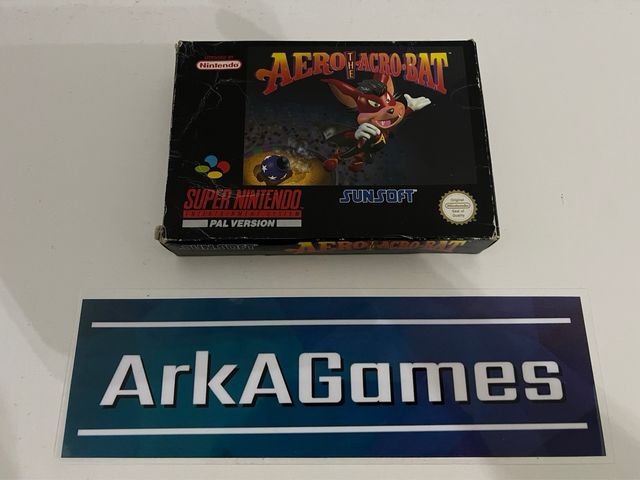 Nintendo
AERO THE ACRO-BAT
SUPER NINTENDO
ENTERTAINMENT SYSTEM
PAL VERSION
SUNSOFT
Original
Nintendo
Seal of
Quality
SUNSOFT
AERO THE ACRO-BAT
ArkAGames